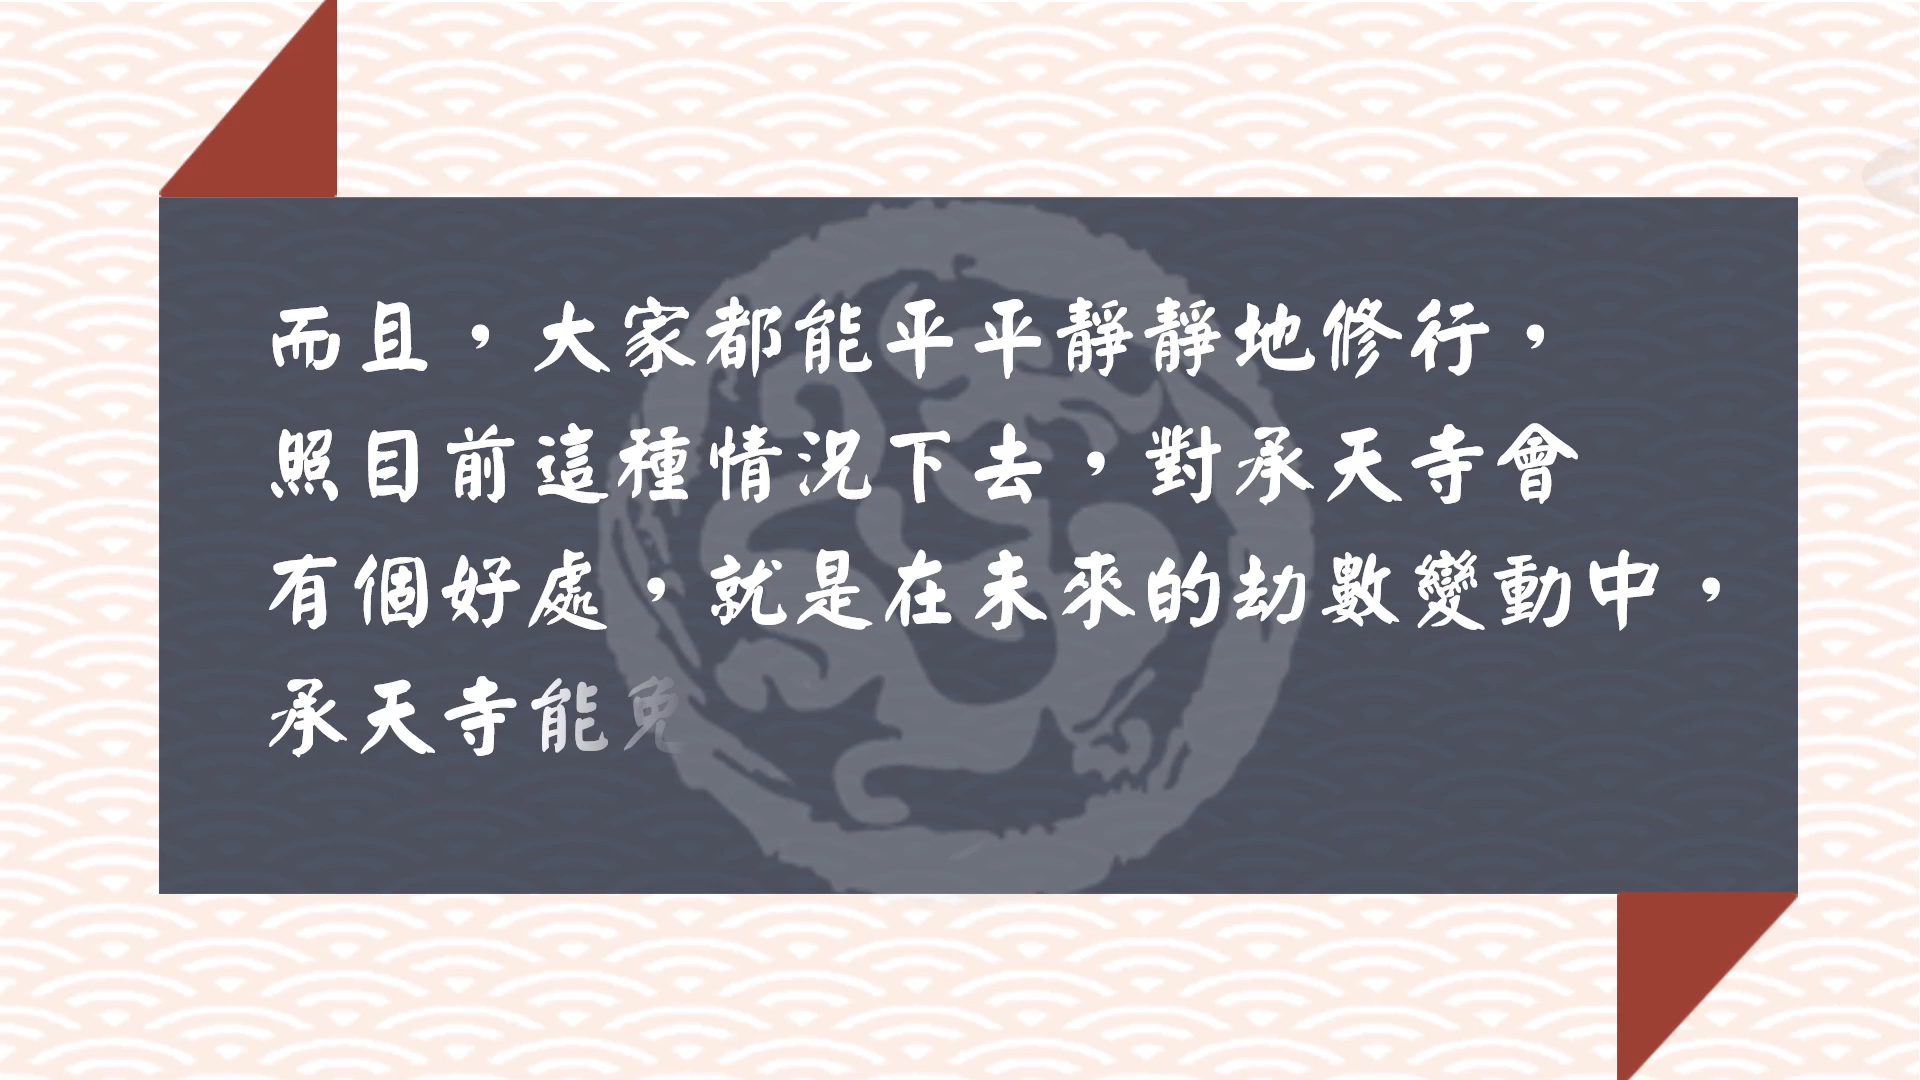 而且，大家都能平平靜靜地修行，
照目前這種情況下去，對承天寺會
有個好處，就是在未來的劫數變動中，
承天寺能免